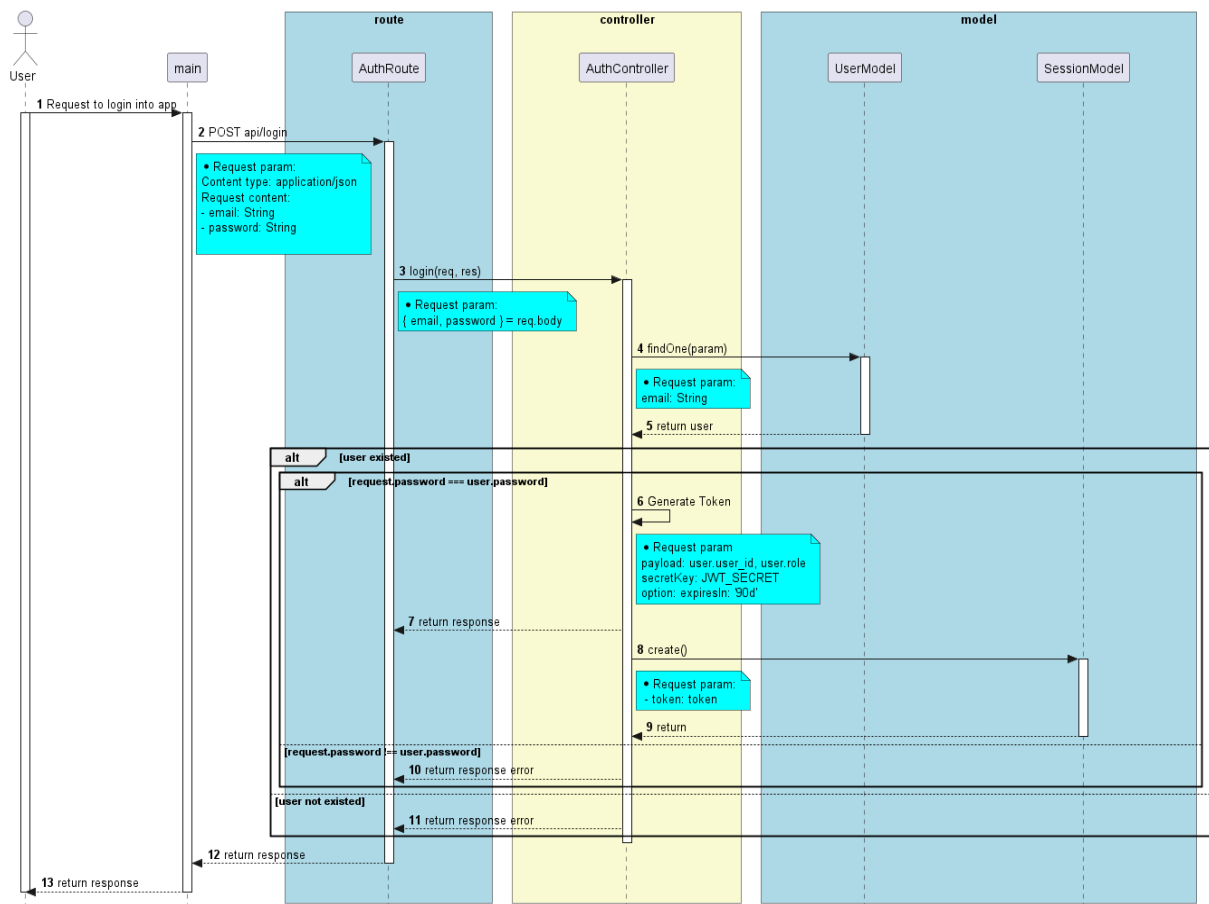 route
controller
model
User
main
AuthRoute
AuthController
UserModel
SessionModel
1 Request to login into app
2 POST api/login
• Request param:
Content type: application/json
Request content:
- email: String
- password: String
3 login(req, res)
• Request param:
{ email, password } = req.body
4 findOne(param)
• Request param:
email: String
5 return user
alt [user existed]
alt [request.password === user.password]
6 Generate Token
• Request param
payload: user.user_id, user.role
secretKey: JWT_SECRET
option: expiresIn: '90d'
7 return response
8 create()
• Request param:
- token: token
9 return
[request.password !== user.password]
10 return response error
[user not existed]
11 return response error
12 return response
13 return response